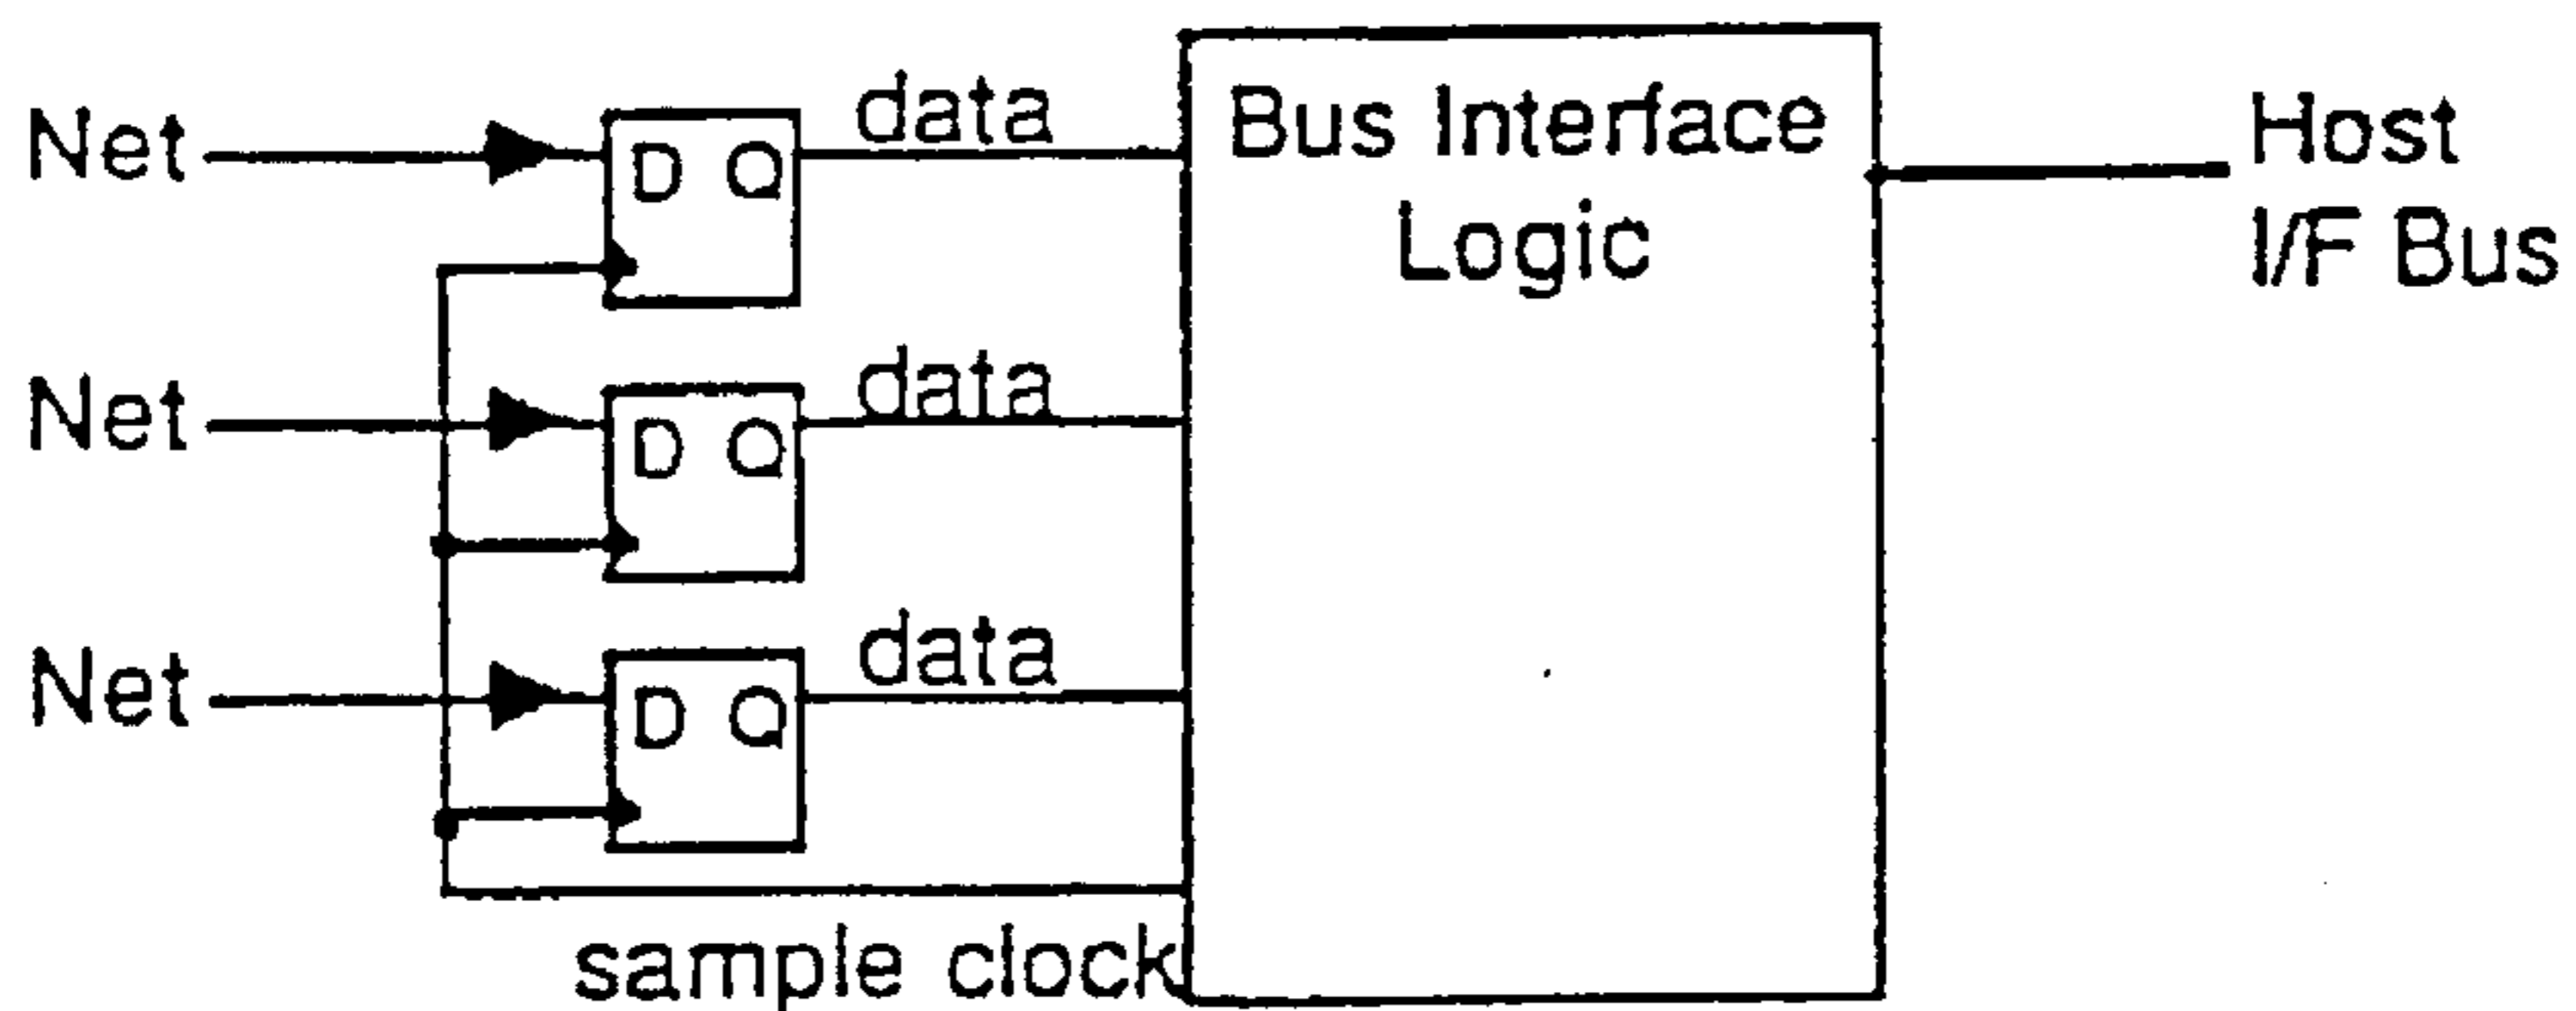 Net
D Q
data
Net
D Q
data
Net
D Q
data
sample clock
Bus Interface
Logic
Host
I/F Bus